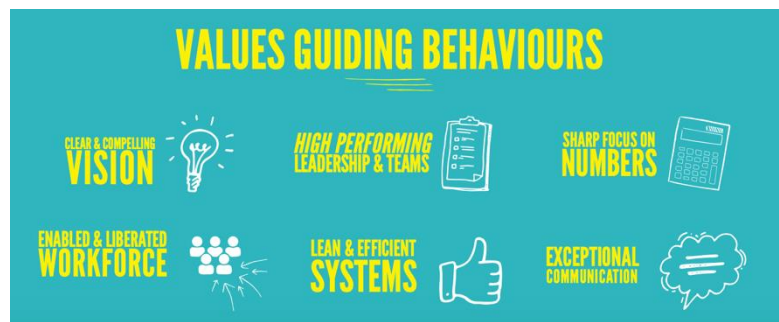 VALUES GUIDING BEHAVIOURS
CLEAR & COMPELLING
VISION
HIGH PERFORMING
LEADERSHIP & TEAMS
SHARP FOCUS ON
NUMBERS
ENABLED & LIBERATED
WORKFORCE
LEAN & EFFICIENT
SYSTEMS
EXCEPTIONAL
COMMUNICATION